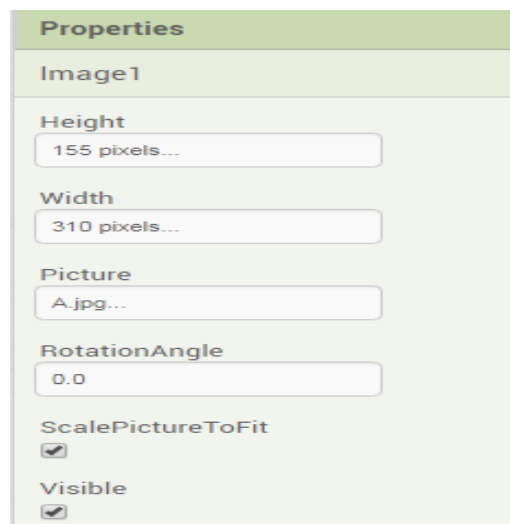 Properties
Image1
Height
155 pixels...
Width
310 pixels...
Picture
A.jpg...
RotationAngle
0.0
ScalePictureToFit
Visible